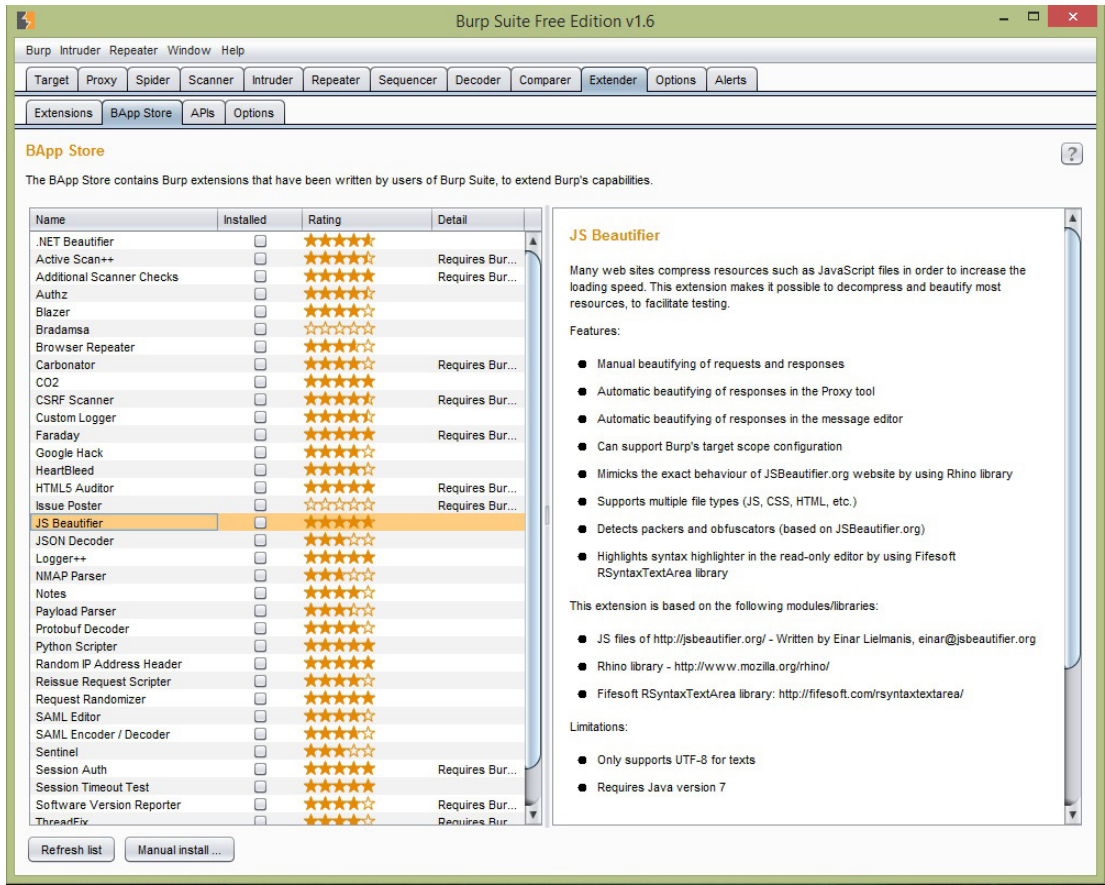 Burp Suite Free Edition v1.6
Burp Intruder Repeater Window Help
Target Proxy Spider Scanner Intruder Repeater Sequencer Decoder Comparer Extender Options Alerts
Extensions BApp Store APIs Options
BApp Store
?
The BApp Store contains Burp extensions that have been written by users of Burp Suite, to extend Burp's capabilities.
Name Installed Rating Detail
.NET Beautifier
Active Scan++ Requires Bur...
Additional Scanner Checks Requires Bur...
Authz
Blazer
Bradamsa
Browser Repeater
Carbonator Requires Bur...
CO2
CSRF Scanner Requires Bur...
Custom Logger
Faraday Requires Bur...
Google Hack
HeartBleed
HTML5 Auditor Requires Bur...
Issue Poster Requires Bur...
JS Beautifier
JSON Decoder
Logger++
NMAP Parser
Notes
Payload Parser
Protobuf Decoder
Python Scripter
Random IP Address Header
Reissue Request Scripter
Request Randomizer
SAML Editor
SAML Encoder / Decoder
Sentinel
Session Auth Requires Bur...
Session Timeout Test
Software Version Reporter Requires Bur...
ThreadFix Requires Bur
JS Beautifier
Many web sites compress resources such as JavaScript files in order to increase the
loading speed. This extension makes it possible to decompress and beautify most
resources, to facilitate testing.
Features:
Manual beautifying of requests and responses
Automatic beautifying of responses in the Proxy tool
Automatic beautifying of responses in the message editor
Can support Burp's target scope configuration
Mimicks the exact behaviour of JSBeautifier.org website by using Rhino library
Supports multiple file types (JS, CSS, HTML, etc.)
Detects packers and obfuscators (based on JSBeautifier.org)
Highlights syntax highlighter in the read-only editor by using Fifesoft
RSyntaxTextArea library
This extension is based on the following modules/libraries:
JS files of http://jsbeautifier.org/ - Written by Einar Lielmanis, einar@jsbeautifier.org
Rhino library - http://www.mozilla.org/rhino/
Fifesoft RSyntaxTextArea library: http://fifesoft.com/rsyntaxtextarea/
Limitations:
Only supports UTF-8 for texts
Requires Java version 7
Refresh list Manual install ...